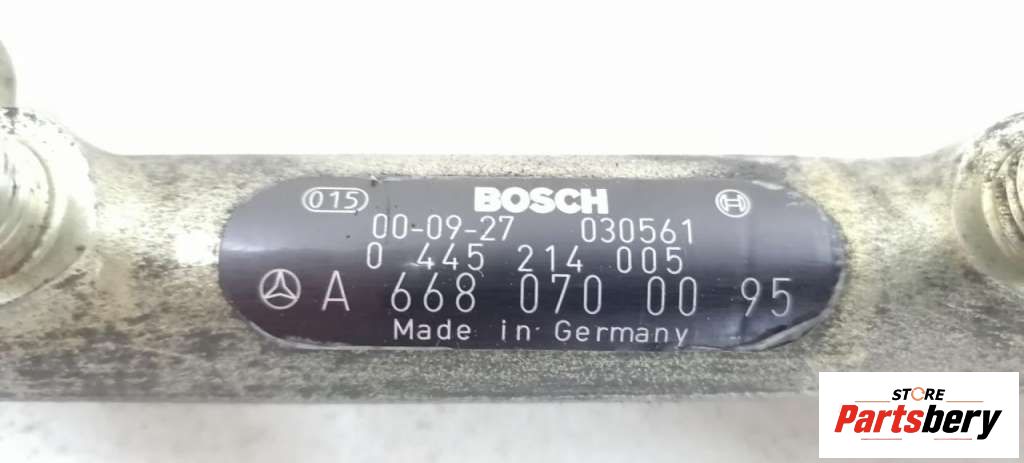 015 BOSCH
00-09-27 030561
0 445 214 005
A 668 070 00 95
Made in Germany
STORE
Partsbery